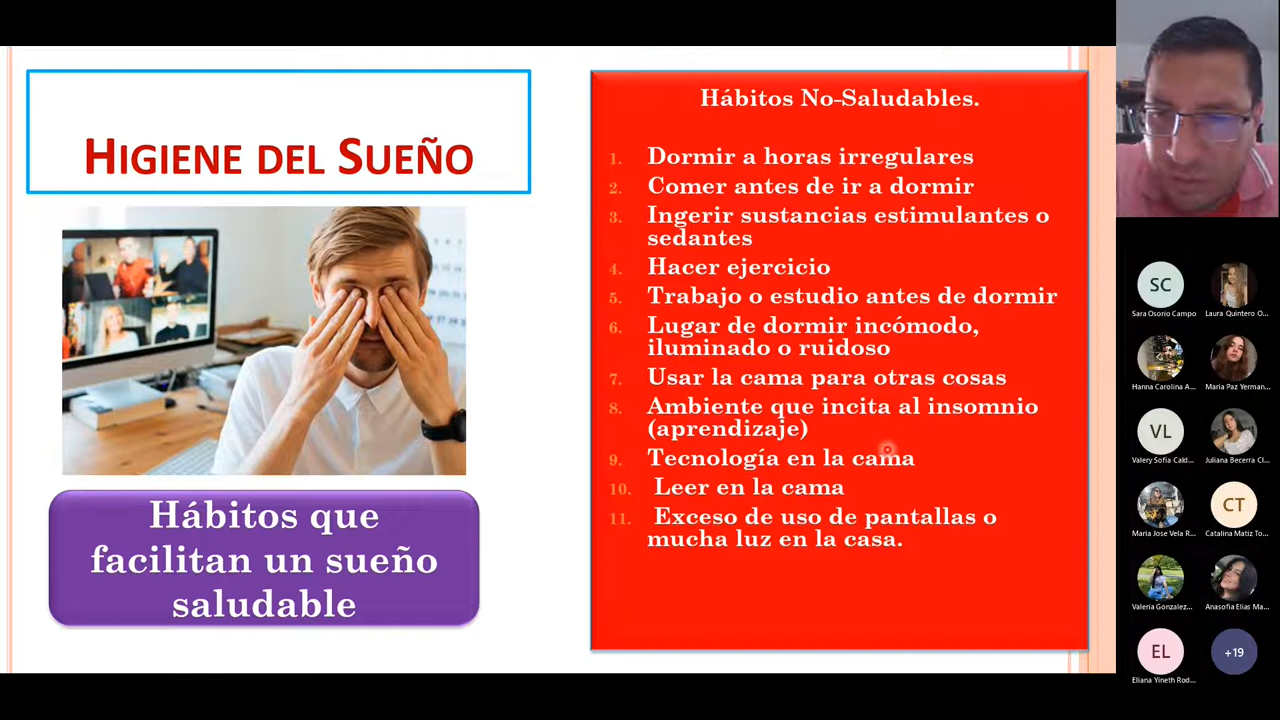 HIGIENE DEL SUEÑO
Hábitos que
facilitan un sueño
saludable
Hábitos No-Saludables.
1. Dormir a horas irregulares
2. Comer antes de ir a dormir
3. Ingerir sustancias estimulantes o
sedantes
4. Hacer ejercicio
5. Trabajo o estudio antes de dormir
6. Lugar de dormir incómodo,
iluminado o ruidoso
7. Usar la cama para otras cosas
8. Ambiente que incita al insomnio
(aprendizaje)
9. Tecnología en la cama
10. Leer en la cama
11. Exceso de uso de pantallas o
mucha luz en la casa.
SC
Sara Osorio Campo
Laura Quintero O...
Hanna Carolina A...
Maria Paz Yerman...
VL
Valery Sofía Cald...
Juliana Becerra Cl...
Maria Jose Vela R...
CT
Catalina Matiz To...
Valeria Gonzalez...
Anasofia Elias Ma...
EL
Eliana Yineth Rod...
+19